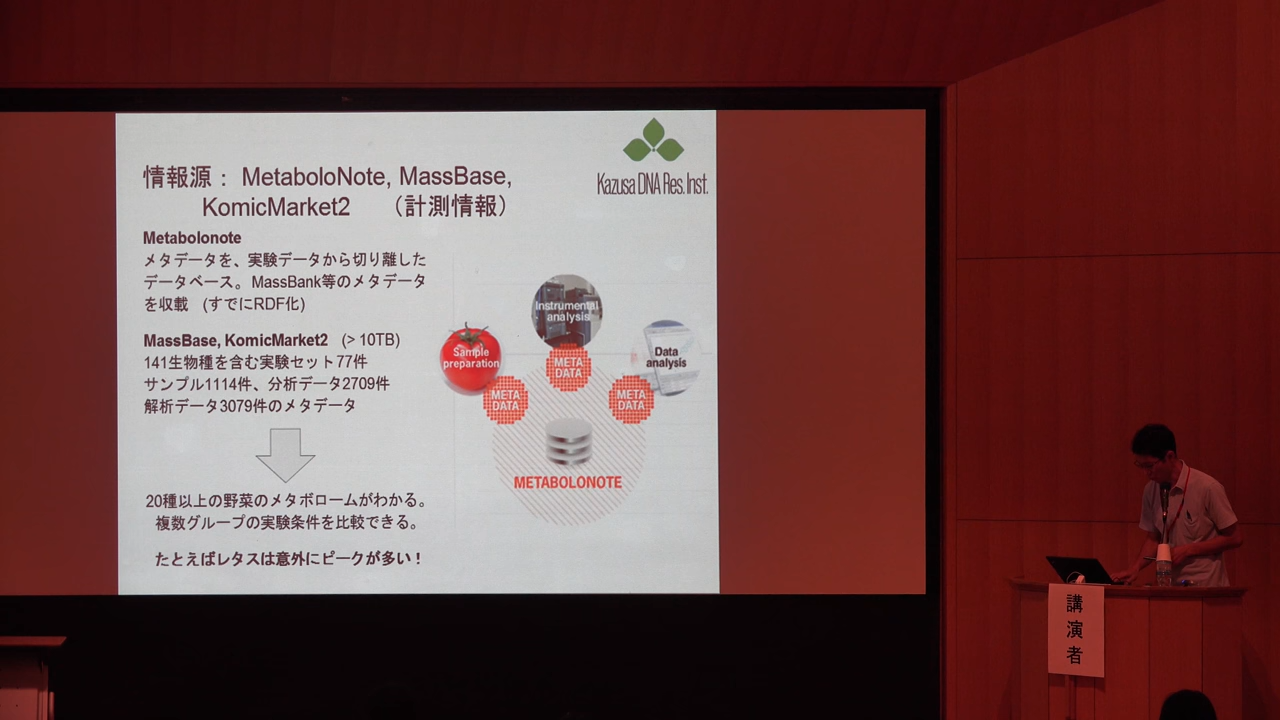 Kazusa DNA Res. Inst.
情報源： MetaboloNote, MassBase,
KomicMarket2 （計測情報）
Metabolonote
メタデータを、実験データから切り離した
データベース。MassBank等のメタデータ
を収載 (すでにRDF化)
MassBase, KomicMarket2 (> 10TB)
141生物種を含む実験セット77件
サンプル1114件、分析データ2709件
解析データ3079件のメタデータ
20種以上の野菜のメタボロームがわかる。
複数グループの実験条件を比較できる。
たとえばレタスは意外にピークが多い！
Instrumental
analysis
Sample
preparation
Data
analysis
META
DATA
META
DATA
META
DATA
METABOLONOTE
講
演
者